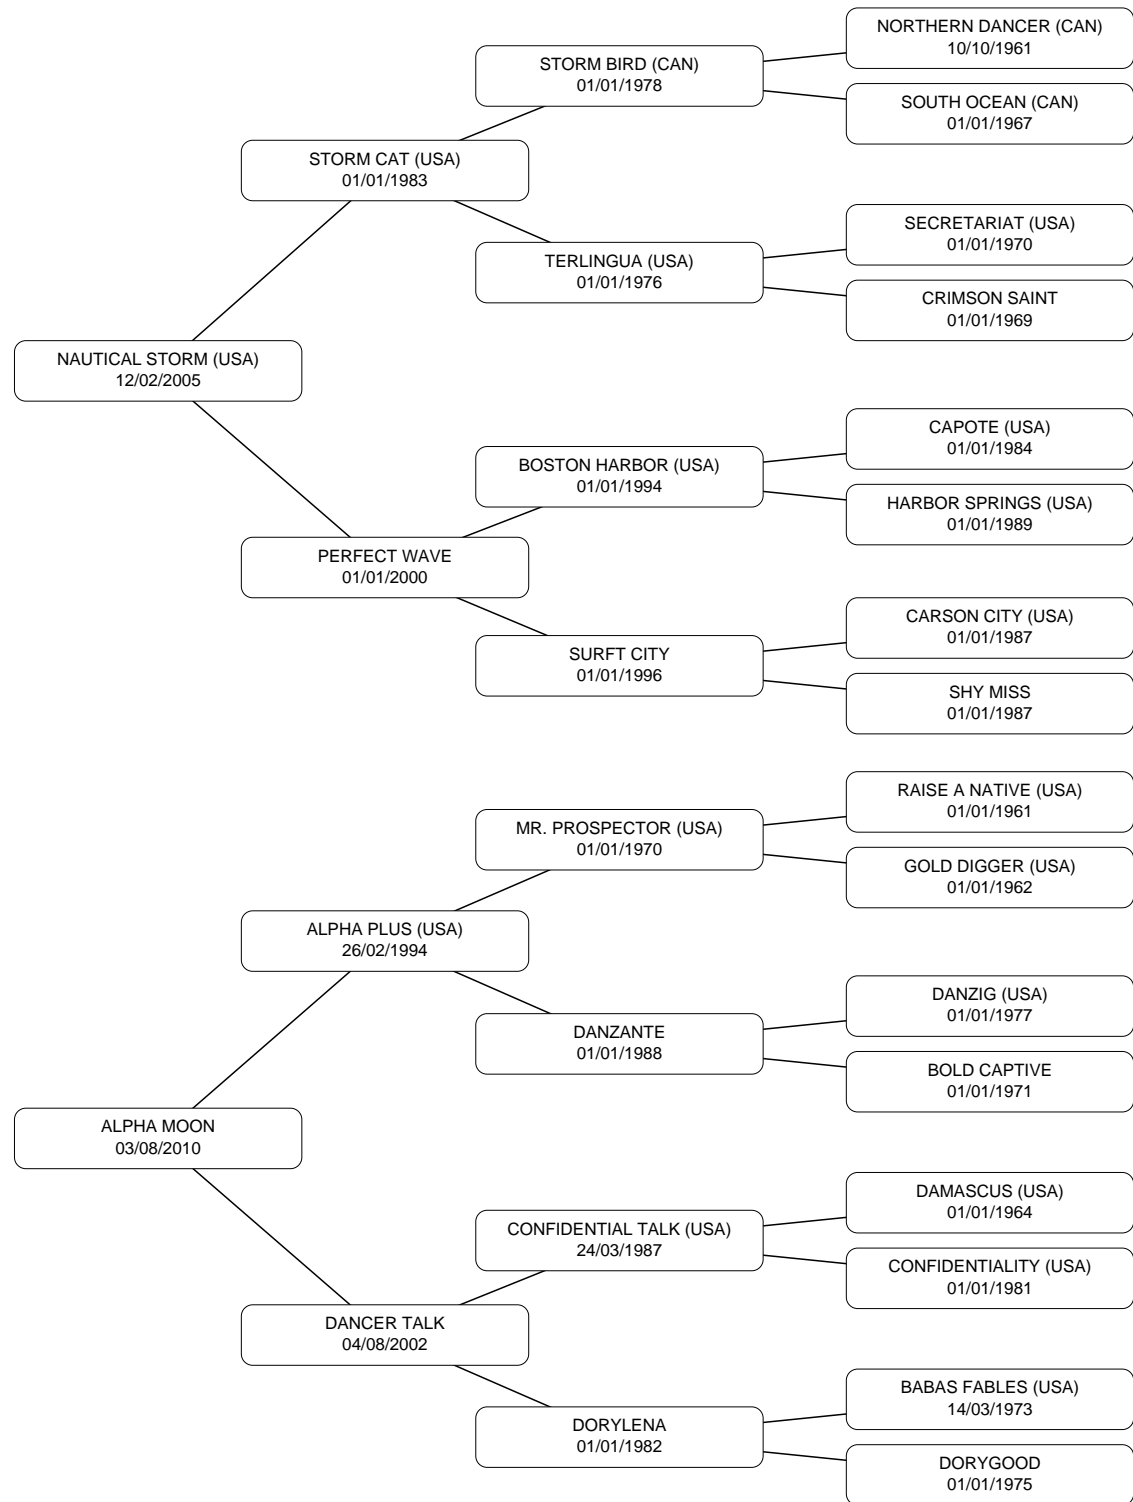 NORTHERN DANCER (CAN)
10/10/1961
STORM BIRD (CAN)
01/01/1978
SOUTH OCEAN (CAN)
01/01/1967
STORM CAT (USA)
01/01/1983
SECRETARIAT (USA)
01/01/1970
TERLINGUA (USA)
01/01/1976
CRIMSON SAINT
01/01/1969
NAUTICAL STORM (USA)
12/02/2005
CAPOTE (USA)
01/01/1984
BOSTON HARBOR (USA)
01/01/1994
HARBOR SPRINGS (USA)
01/01/1989
PERFECT WAVE
01/01/2000
CARSON CITY (USA)
01/01/1987
SURFT CITY
01/01/1996
SHY MISS
01/01/1987
RAISE A NATIVE (USA)
01/01/1961
MR. PROSPECTOR (USA)
01/01/1970
GOLD DIGGER (USA)
01/01/1962
ALPHA PLUS (USA)
26/02/1994
DANZIG (USA)
01/01/1977
DANZANTE
01/01/1988
BOLD CAPTIVE
01/01/1971
ALPHA MOON
03/08/2010
DAMASCUS (USA)
01/01/1964
CONFIDENTIAL TALK (USA)
24/03/1987
CONFIDENTIALITY (USA)
01/01/1981
DANCER TALK
04/08/2002
BABAS FABLES (USA)
14/03/1973
DORYLENA
01/01/1982
DORYGOOD
01/01/1975